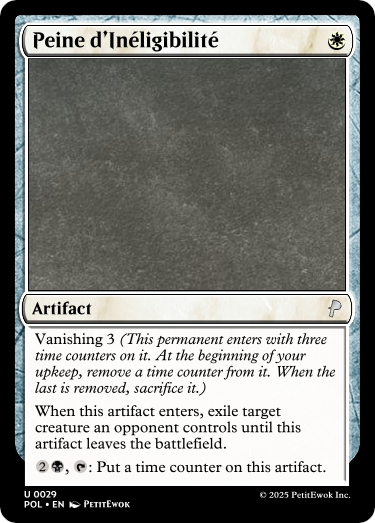 Peine d'Inéligibilité
Artifact
Vanishing 3 (This permanent enters with three
time counters on it. At the beginning of your
upkeep, remove a time counter from it. When the
last is removed, sacrifice it.)
When this artifact enters, exile target
creature an opponent controls until this
artifact leaves the battlefield.
2, : Put a time counter on this artifact.
U 0029
POL • EN PetitEwok
© 2025 PetitEwok Inc.